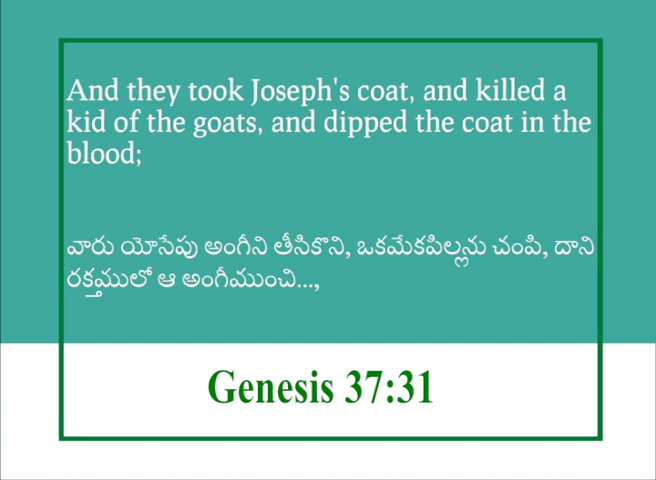 And they took Joseph's coat, and killed a
kid of the goats, and dipped the coat in the
blood;
వారు యోసేపు అంగీని తీసికొని, ఒకమేకపిల్లను చంపి, దాని
రక్తములో ఆ అంగీముంచి...,
Genesis 37:31